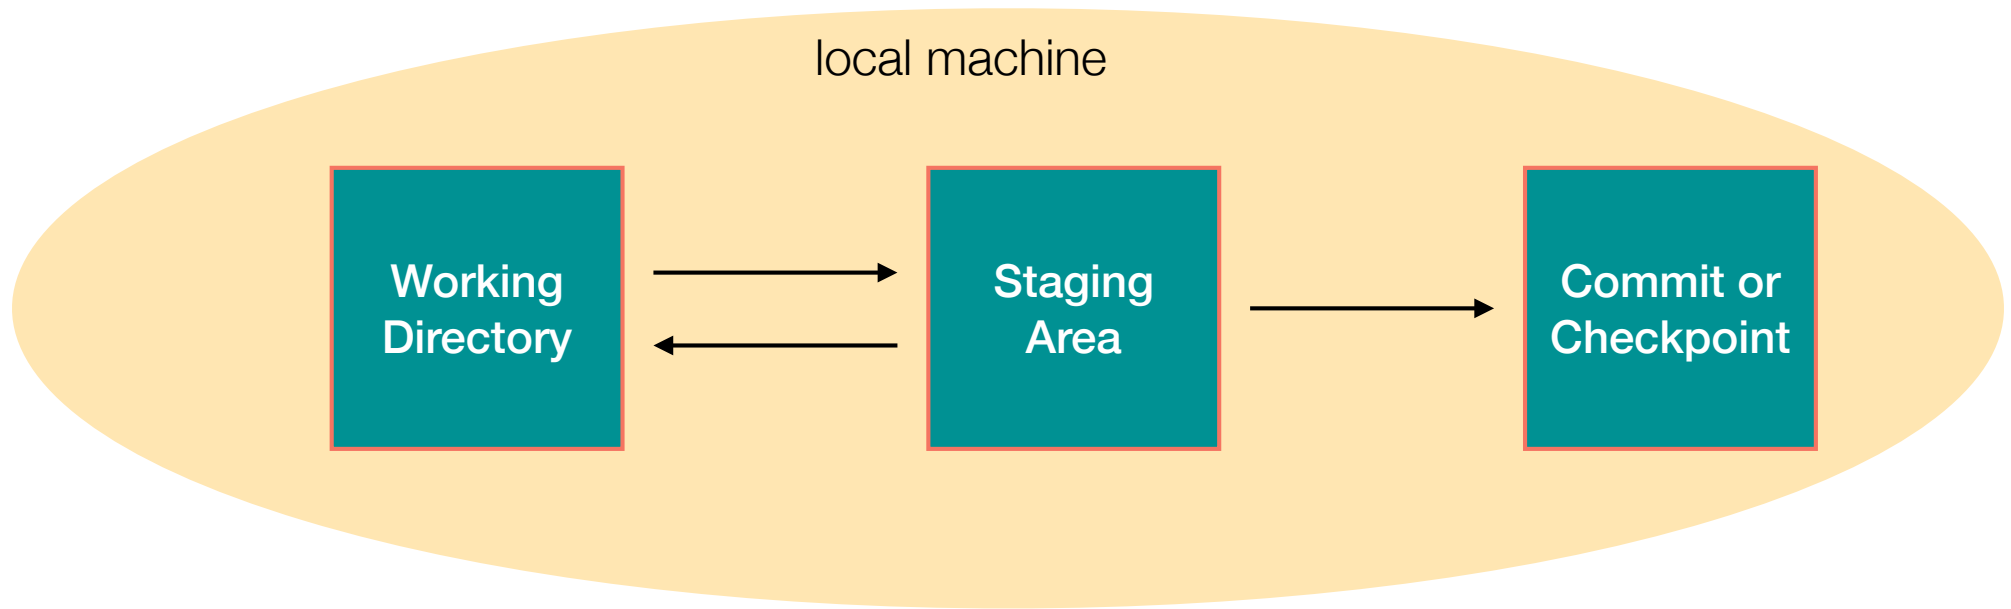 local machine
Working
Directory
Staging
Area
Commit or
Checkpoint